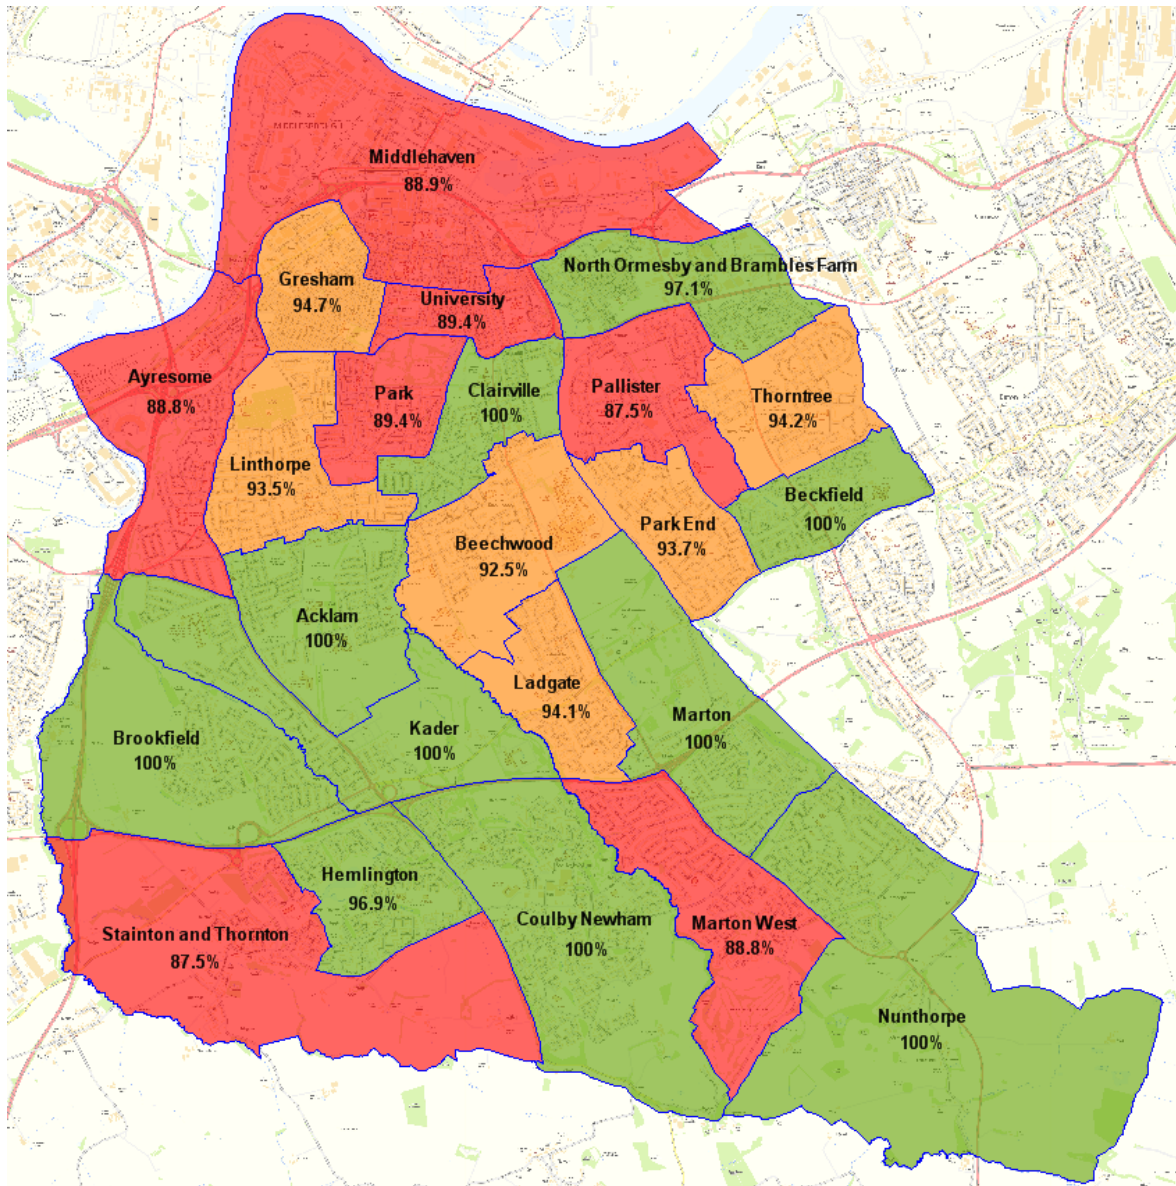 Middlehaven
88.9%
North Ormesby and Brambles Farm
97.1%
Gresham
94.7%
University
89.4%
Ayresome
88.8%
Park
89.4%
Clairville
100%
Pallister
87.5%
Thorntree
94.2%
Linthorpe
93.5%
Beckfield
100%
Park End
93.7%
Beechwood
92.5%
Acklam
100%
Ladgate
94.1%
Marton
100%
Kader
100%
Brookfield
100%
Hemlington
96.9%
Coulby Newham
100%
Marton West
88.8%
Stainton and Thornton
87.5%
Nunthorpe
100%